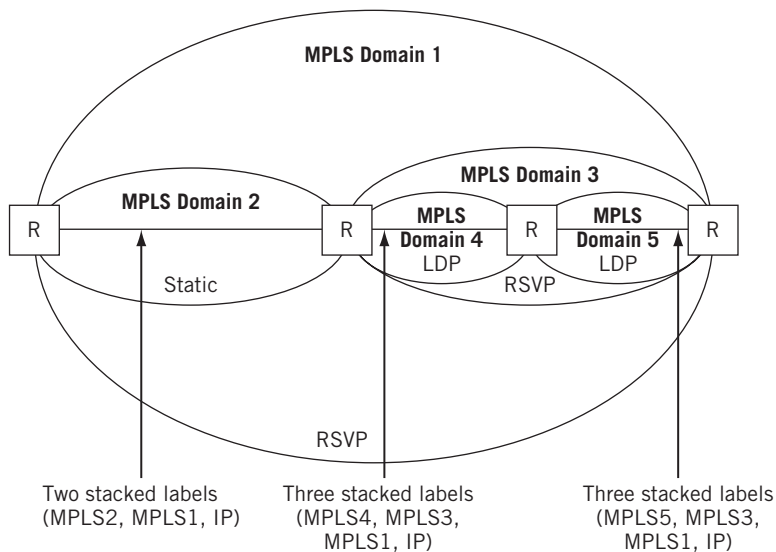 MPLS Domain 1
MPLS Domain 3
MPLS Domain 2
MPLS
Domain 4
MPLS
Domain 5
R
R
R
R
LDP
LDP
Static
RSVP
RSVP
Two stacked labels
(MPLS2, MPLS1, IP)
Three stacked labels
(MPLS4, MPLS3,
MPLS1, IP)
Three stacked labels
(MPLS5, MPLS3,
MPLS1, IP)